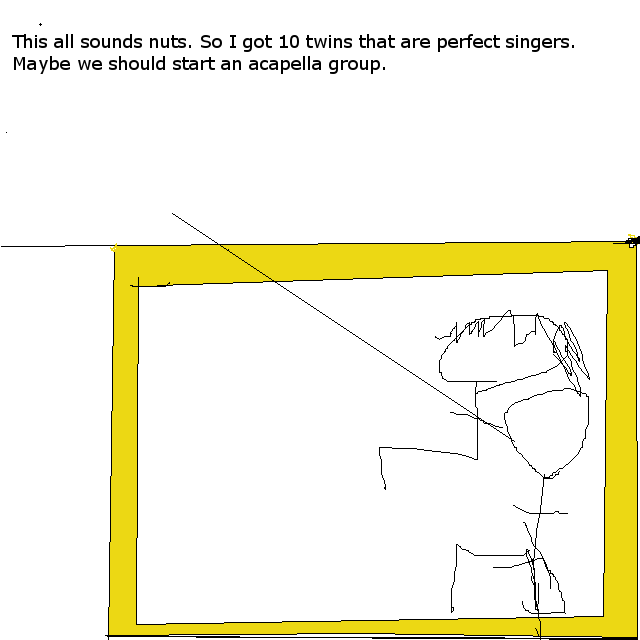 This all sounds nuts. So I got 10 twins that are perfect singers.
Maybe we should start an acapella group.